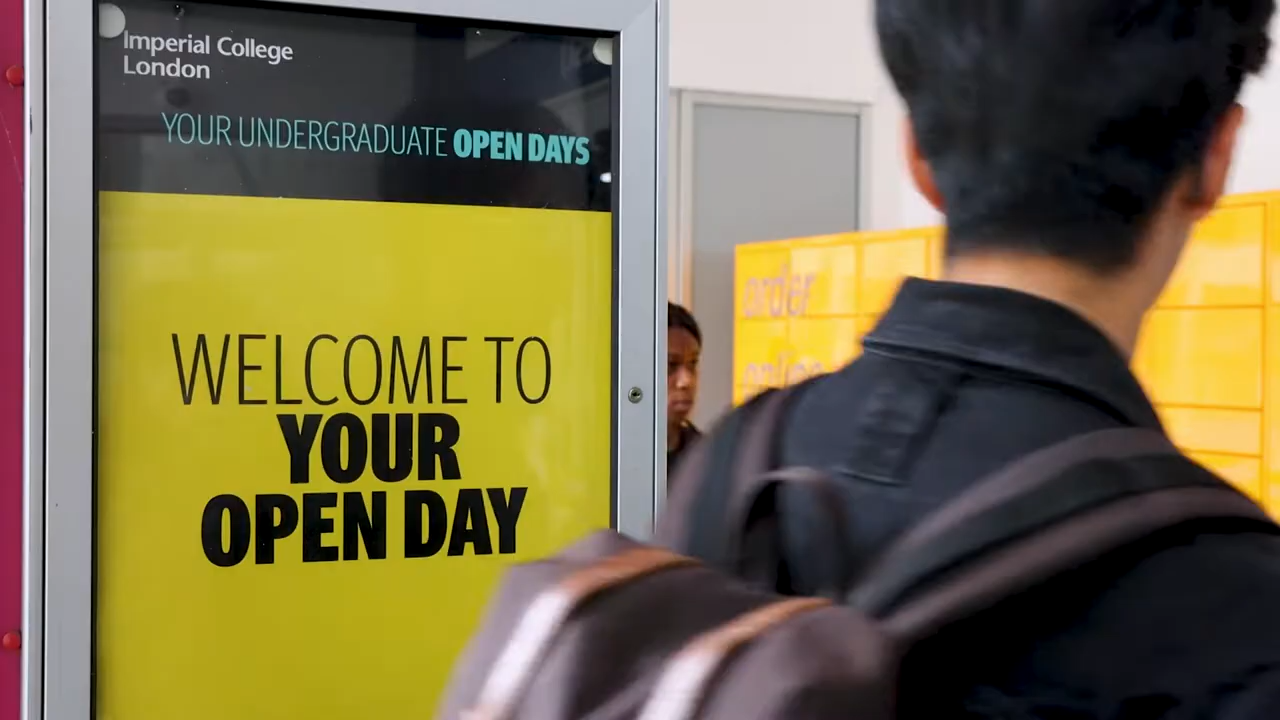 Imperial College
London
YOUR UNDERGRADUATE OPEN DAYS
WELCOME TO
YOUR
OPEN DAY
order
online